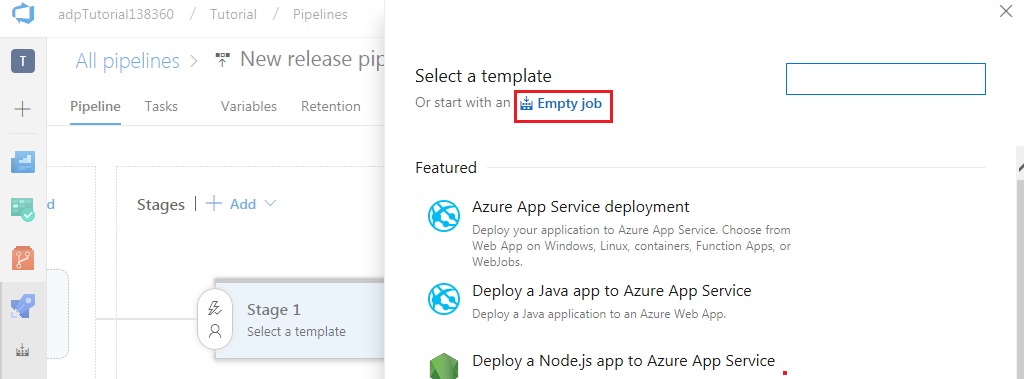 adpTutorial138360 / Tutorial / Pipelines
T
All pipelines > New release pip
Pipeline Tasks Variables Retention
d
Stages | + Add
Stage 1
Select a template
Select a template
Or start with an Empty job
Featured
Azure App Service deployment
Deploy your application to Azure App Service. Choose from
Web App on Windows, Linux, containers, Function Apps, or
WebJobs.
Deploy a Java app to Azure App Service
Deploy a Java application to an Azure Web App.
Deploy a Node.js app to Azure App Service